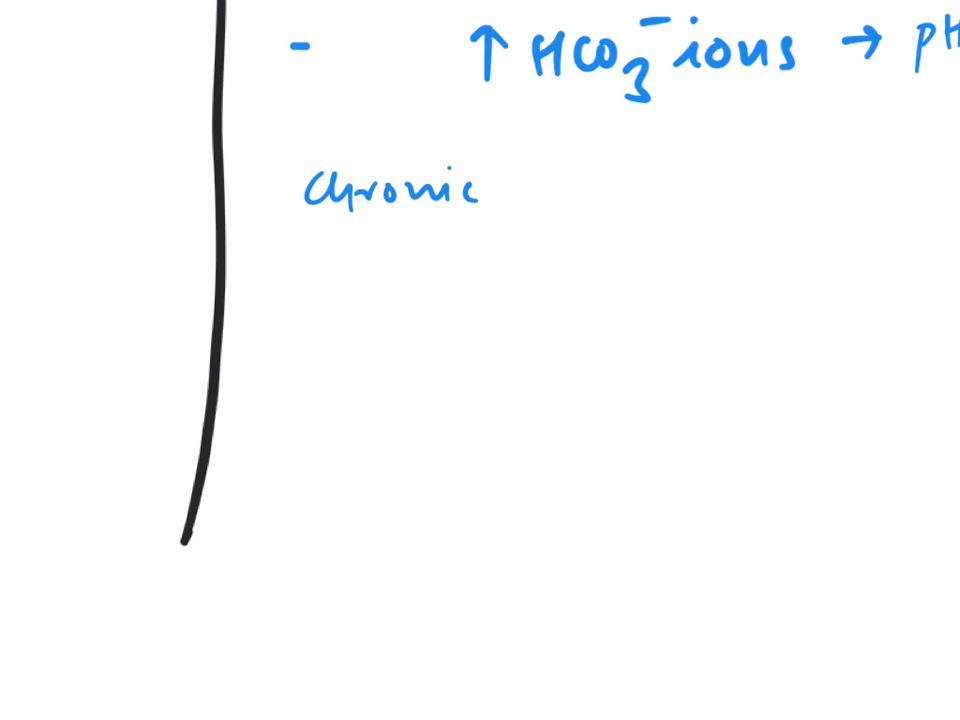 - ↑ HCO₃⁻ ions → pH
chronic